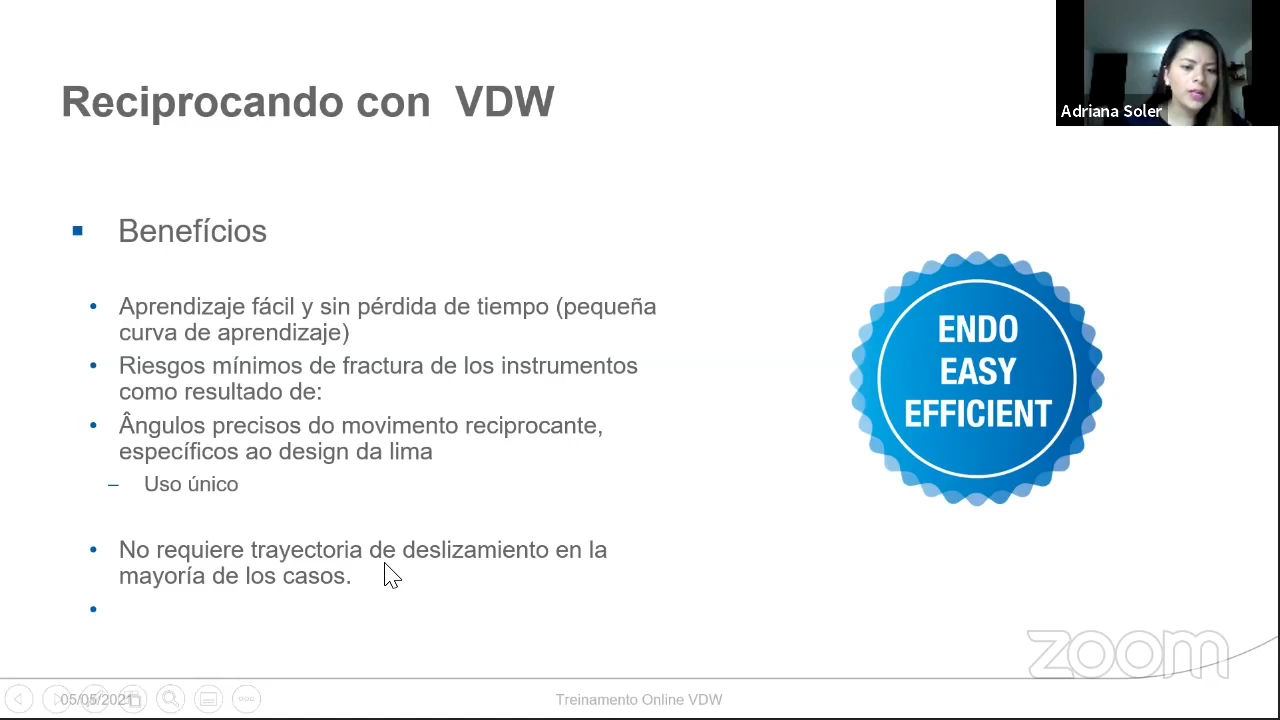 Reciprocando con VDW
Adriana Soler
Benefícios
Aprendizaje fácil y sin pérdida de tiempo (pequeña
curva de aprendizaje)
Riesgos mínimos de fractura de los instrumentos
como resultado de:
Ângulos precisos do movimento reciprocante,
específicos ao design da lima
Uso único
No requiere trayectoria de deslizamiento en la
mayoría de los casos.
ENDO
EASY
EFFICIENT
zoom
05/05/2021
Treinamento Online VDW